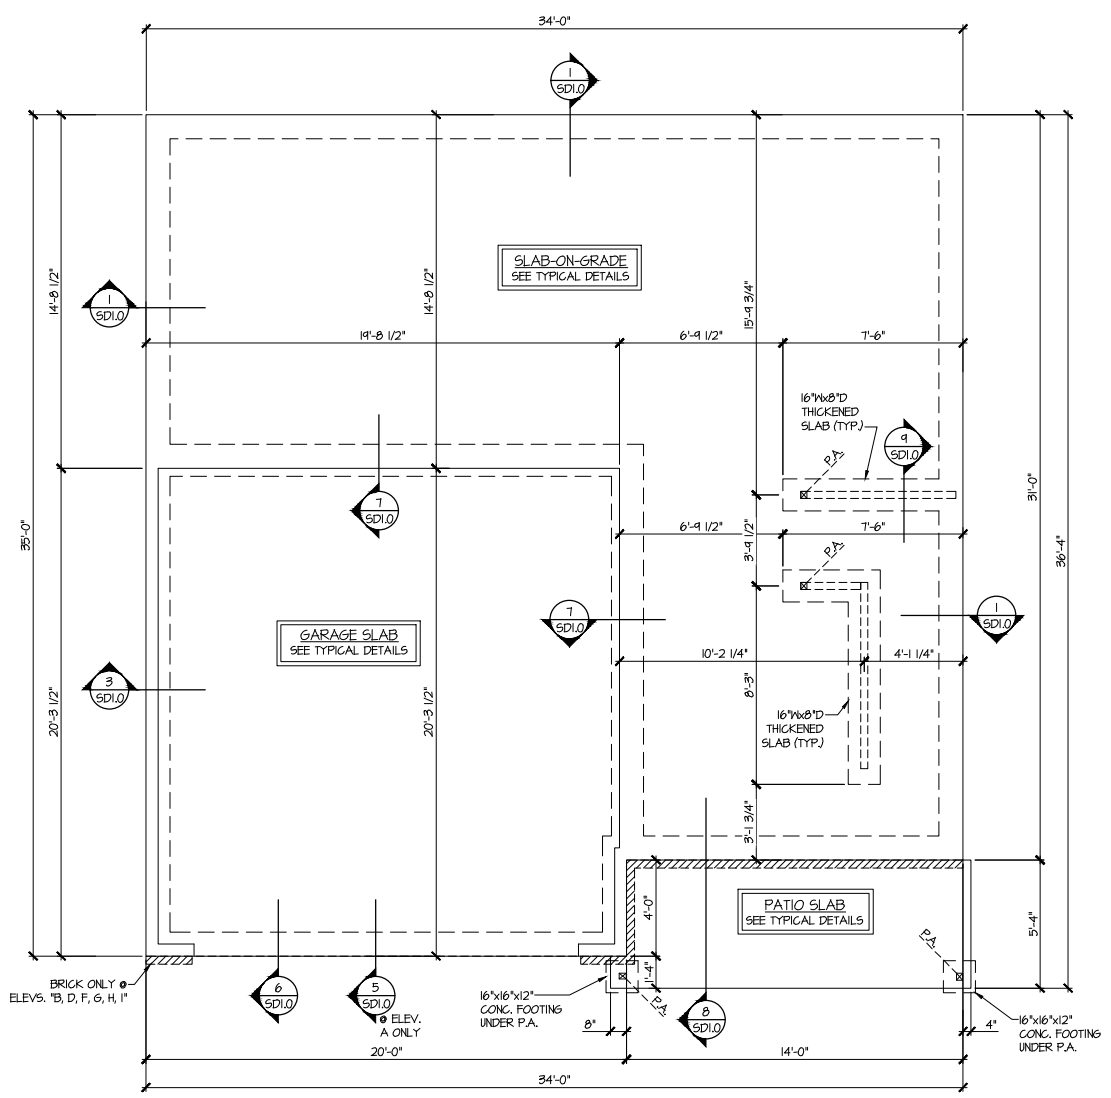 34'-0"
1
SD1.0
SLAB-ON-GRADE
SEE TYPICAL DETAILS
14'-8 1/2"
14'-8 1/2"
15'-9 3/4"
1
SD1.0
19'-8 1/2"
6'-9 1/2"
7'-6"
16"Wx8"D
THICKENED
SLAB (TYP.)
9
SD1.0
P.A.
31'-0"
7
SD1.0
35'-0"
6'-9 1/2"
7'-6"
3'-9 1/2"
36'-4"
P.A.
7
SD1.0
1
SD1.0
GARAGE SLAB
SEE TYPICAL DETAILS
10'-2 1/4"
4'-1 1/4"
3
SD1.0
20'-3 1/2"
20'-3 1/2"
8'-3"
16"Wx8"D
THICKENED
SLAB (TYP.)
3'-1 3/4"
PATIO SLAB
SEE TYPICAL DETAILS
4'-0"
5'-4"
P.A.
1'-4"
BRICK ONLY @
ELEVS. "B, D, F, G, H, I"
6
SD1.0
5
SD1.0
@ ELEV.
A ONLY
16"x16"x12"
CONC. FOOTING
UNDER P.A.
P.A.
8"
8
SD1.0
4"
16"x16"x12"
CONC. FOOTING
UNDER P.A.
20'-0"
14'-0"
34'-0"